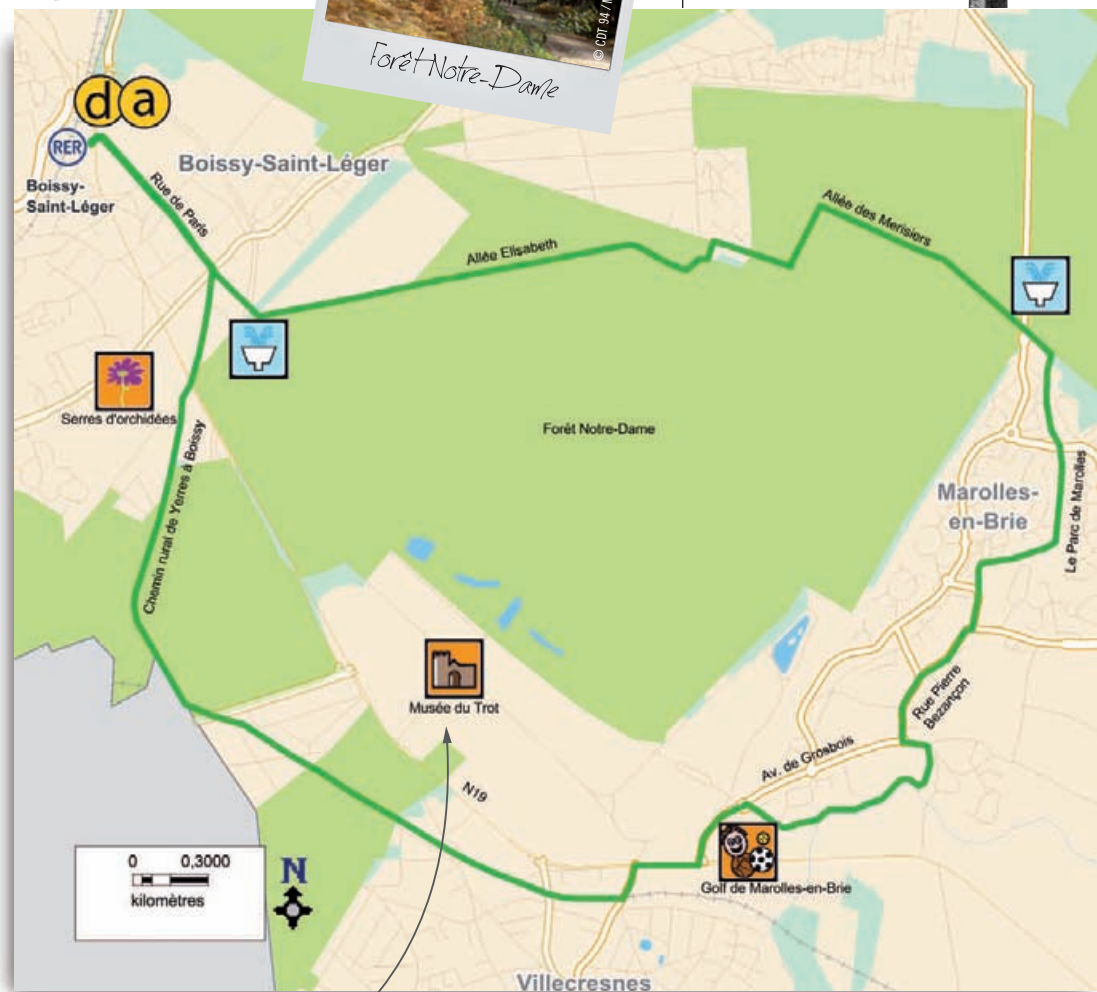 © CDT 94 / M
Forêt Notre-Dame
d a
RER
Boissy-
Saint-Léger
Boissy-Saint-Léger
Rue de Paris
Allée Elisabeth
Allée des Merisiers
Serres d'orchidées
Chemin rural de Yerres à Boissy
Forêt Notre-Dame
Marolles-
en-Brie
Le Parc de Marolles
Musée du Trot
Rue Pierre
Bezançon
Av. de Grosbois
N19
0 0,3000
kilomètres
N
Golf de Marolles-en-Brie
Villecresnes